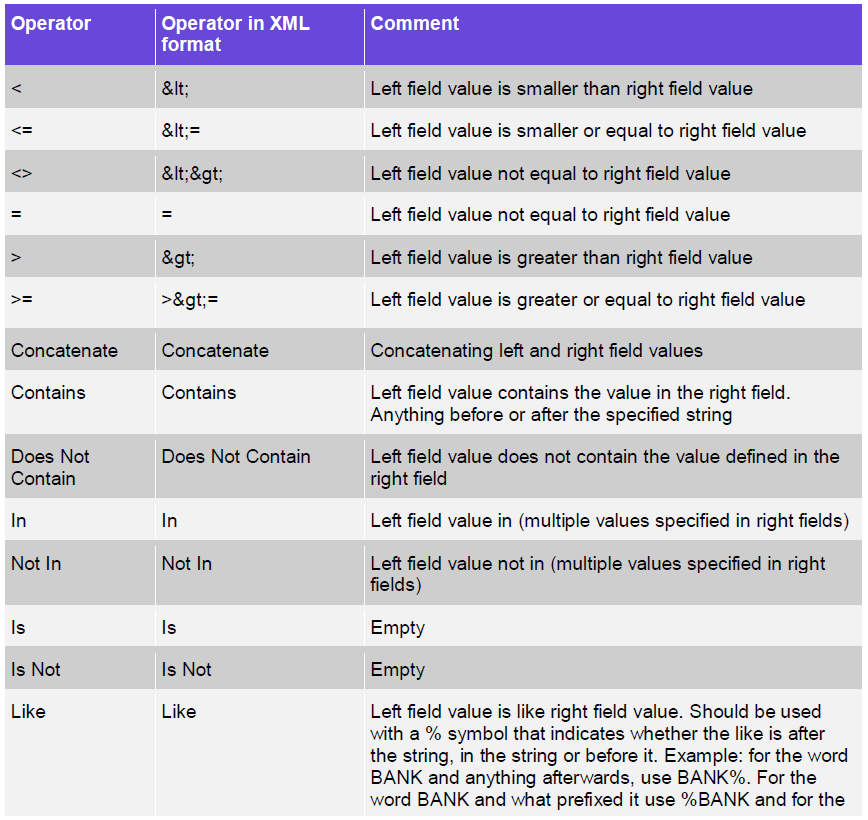 Operator Operator in XML Comment
format
< &lt; Left field value is smaller than right field value
<= &lt;= Left field value is smaller or equal to right field value
<> &lt;&gt; Left field value not equal to right field value
= = Left field value not equal to right field value
> &gt; Left field value is greater than right field value
>= >&gt;= Left field value is greater or equal to right field value
Concatenate Concatenate Concatenating left and right field values
Contains Contains Left field value contains the value in the right field.
Anything before or after the specified string
Does Not Does Not Contain Left field value does not contain the value defined in the
Contain right field
In In Left field value in (multiple values specified in right fields)
Not In Not In Left field value not in (multiple values specified in right
fields)
Is Is Empty
Is Not Is Not Empty
Like Like Left field value is like right field value. Should be used
with a % symbol that indicates whether the like is after
the string, in the string or before it. Example: for the word
BANK and anything afterwards, use BANK%. For the
word BANK and what prefixed it use %BANK and for the